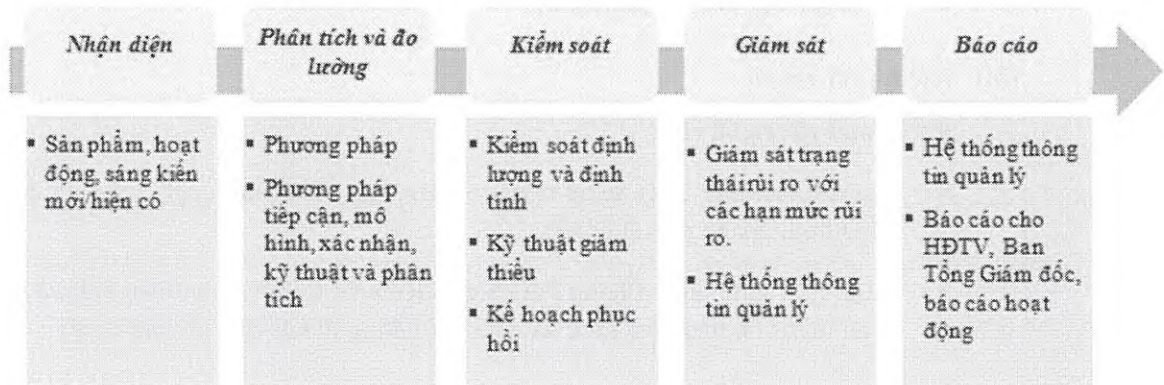 Nhận diện
Phân tích và đo
lường
Kiểm soát
Giám sát
Báo cáo
▪ Sản phẩm, hoạt
động, sáng kiến
mới/hiện có
▪ Phương pháp
▪ Phương pháp
tiếp cận, mô
hình, xác nhận,
kỹ thuật và phân
tích
▪ Kiểm soát định
lượng và định
tính
▪ Kỹ thuật giảm
thiểu
▪ Kế hoạch phục
hồi
▪ Giám sát trạng
thái rủi ro với
các hạn mức rủi
ro.
▪ Hệ thống thông
tin quản lý
▪ Hệ thống thông
tin quản lý
▪ Báo cáo cho
HĐTV, Ban
Tổng Giám đốc,
báo cáo hoạt
động